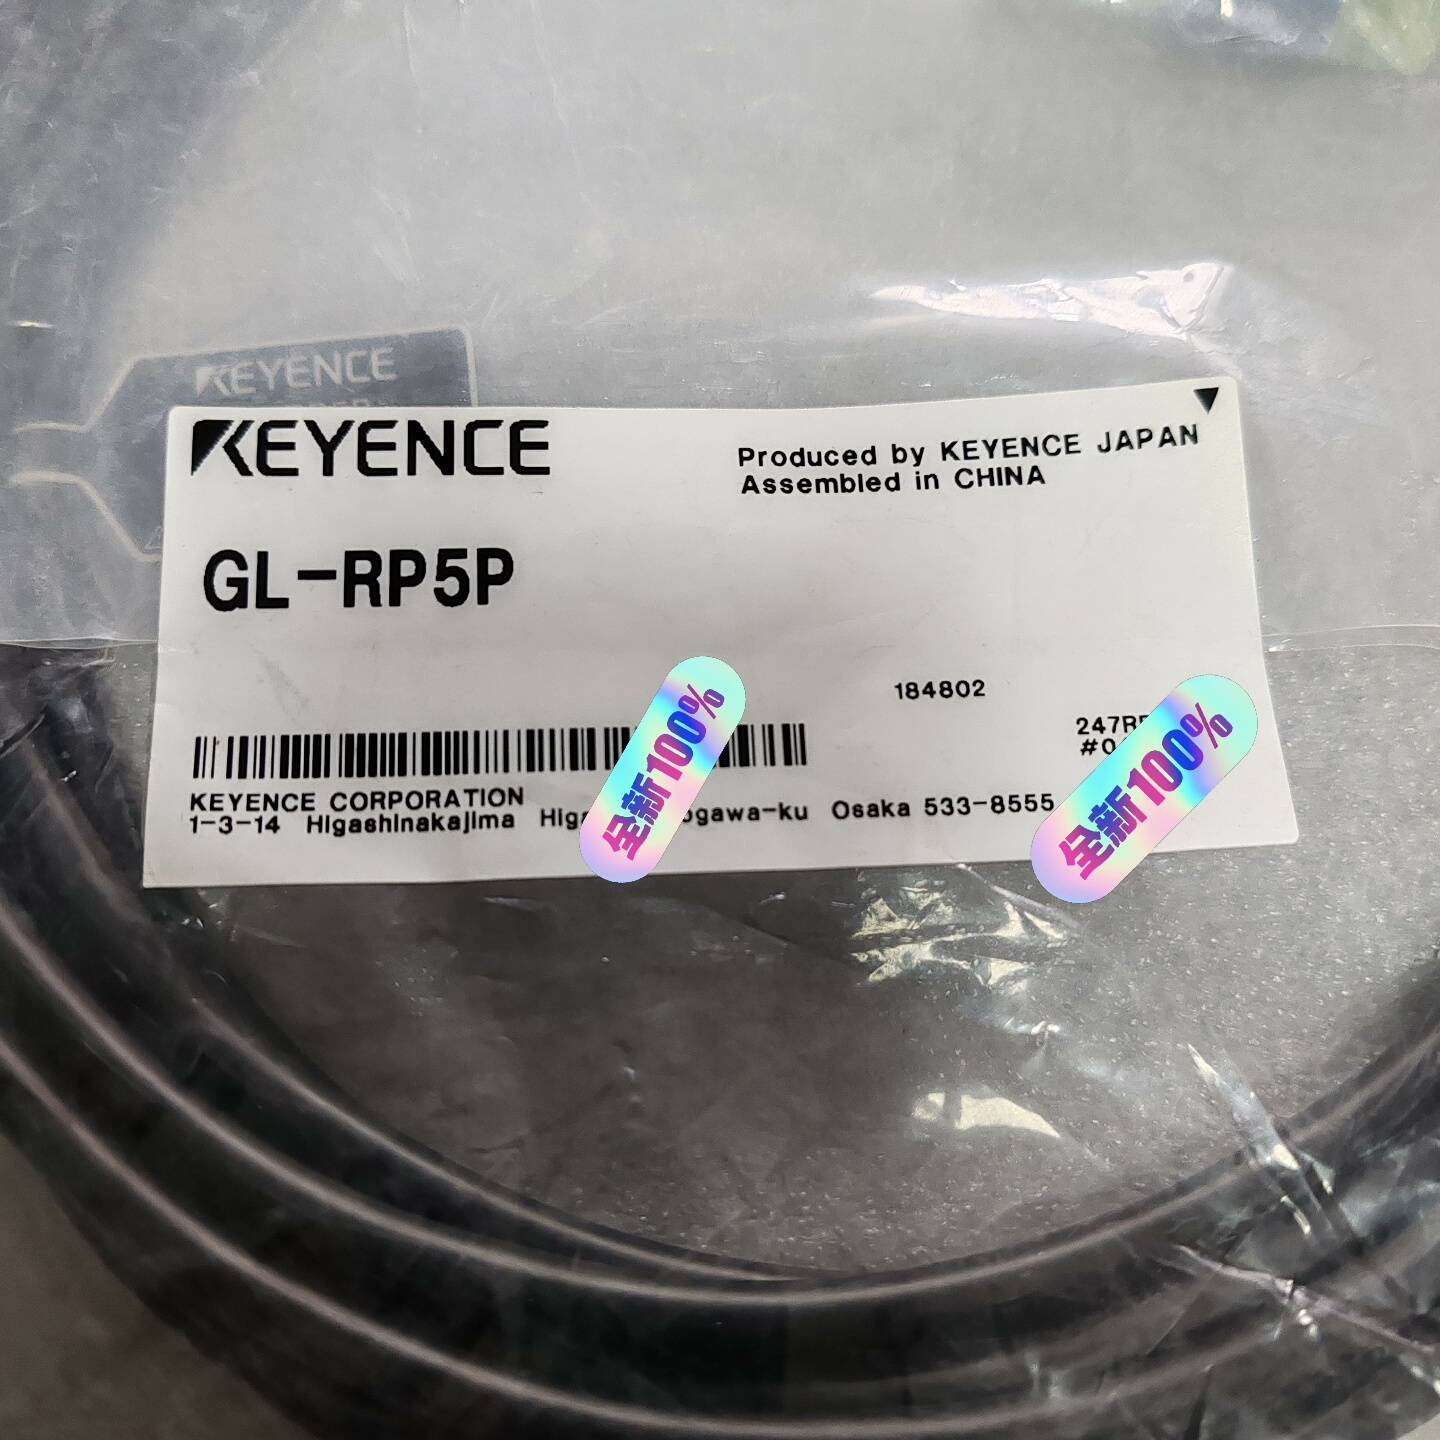 KEYENCE
KEYENCE
Produced by KEYENCE JAPAN
Assembled in CHINA
GL-RP5P
184802
KEYENCE CORPORATION
1-3-14 Higashinakajima Osaka 533-8555
全新100%
全新100%